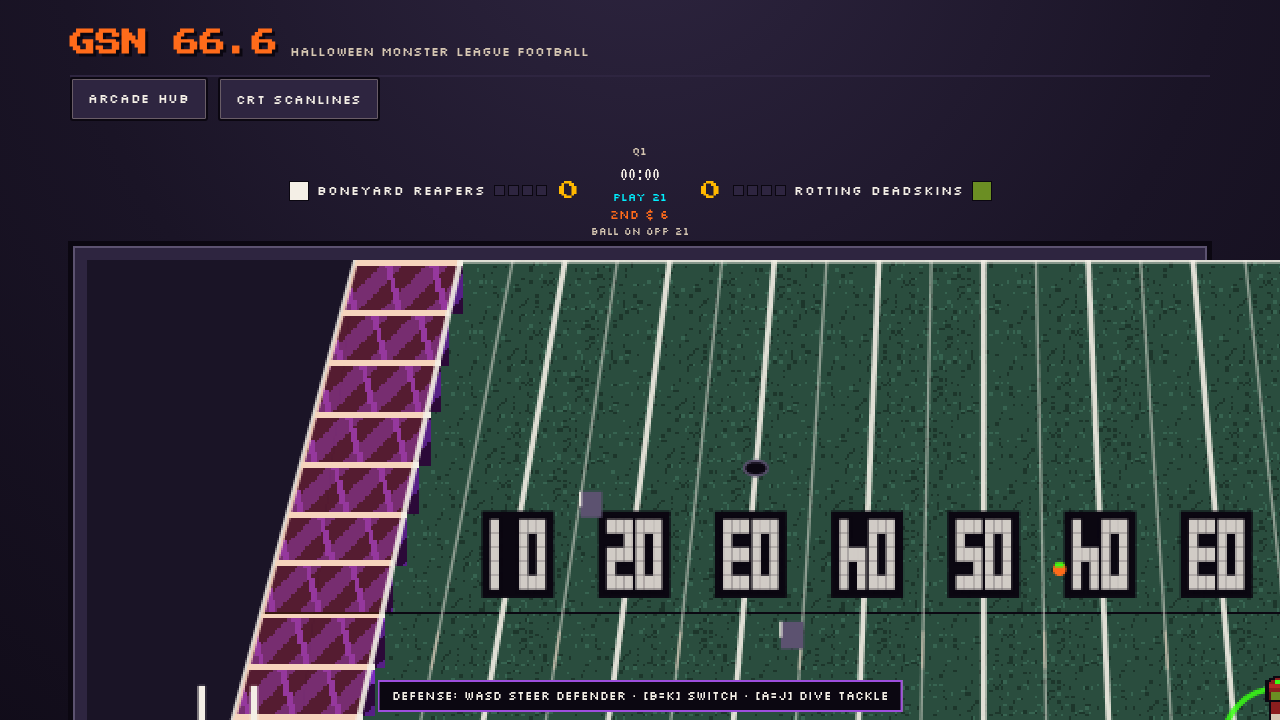 GSN 66.6 HALLOWEEN MONSTER LEAGUE FOOTBALL
ARCADE HUB CRT SCANLINES
Q1
00:00
BONEYARD REAPERS 0 0 ROTTING DEADSKINS
PLAY 21
2ND & 6
BALL ON OPP 21
10 20 30 40 50 40 30
DEFENSE: WASD STEER DEFENDER · [B=K] SWITCH · [A=J] DIVE TACKLE